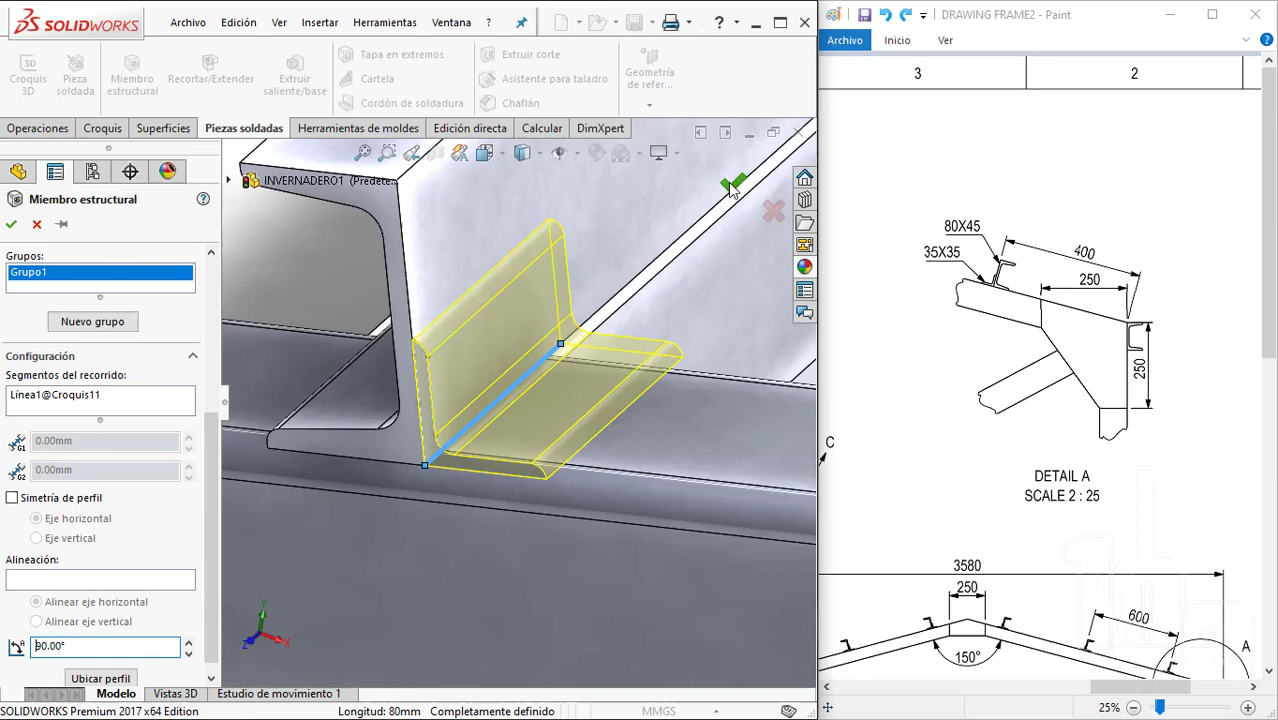 SOLIDWORKS
Archivo Edición Ver Insertar Herramientas Ventana ?
Croquis 3D
Pieza soldada
Miembro estructural
Recortar/Extender
Extruir saliente/base
Tapa en extremos
Cartela
Cordón de soldadura
Extruir corte
Asistente para taladro
Chaflán
Geometría de refer...
Operaciones Croquis Superficies Piezas soldadas Herramientas de moldes Edición directa Calcular DimXpert
INVERNADERO1 (Predete...
Miembro estructural
Grupos:
Grupo1
Nuevo grupo
Configuración
Segmentos del recorrido:
Línea1@Croquis11
G1 0.00mm
G2 0.00mm
Simetría de perfil
Eje horizontal
Eje vertical
Alineación:
Alinear eje horizontal
Alinear eje vertical
90.00°
Ubicar perfil
Y
X
Z
Modelo Vistas 3D Estudio de movimiento 1
SOLIDWORKS Premium 2017 x64 Edition Longitud: 80mm Completamente definido MMGS
DRAWING FRAME2 - Paint
Archivo Inicio Ver
3 2
80X45
35X35
400
250
250
C
DETAIL A
SCALE 2 : 25
3580
250
600
150°
A
25%